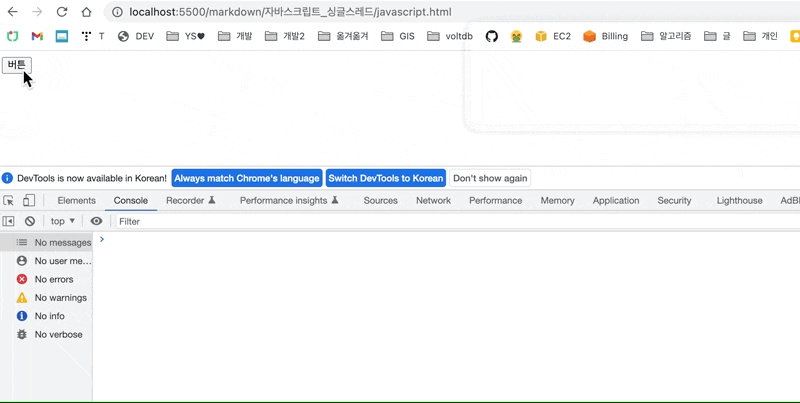 localhost:5500/markdown/자바스크립트_싱글스레드/javascript.html
T DEV YS♥ 개발 개발2 옮겨옮겨 GIS voltdb EC2 Billing 알고리즘 글 개인
버튼
DevTools is now available in Korean! Always match Chrome's language Switch DevTools to Korean Don't show again
Elements Console Recorder Performance insights Sources Network Performance Memory Application Security Lighthouse AdBl
top ▼ Filter
No messages
No user me...
No errors
No warnings
No info
No verbose